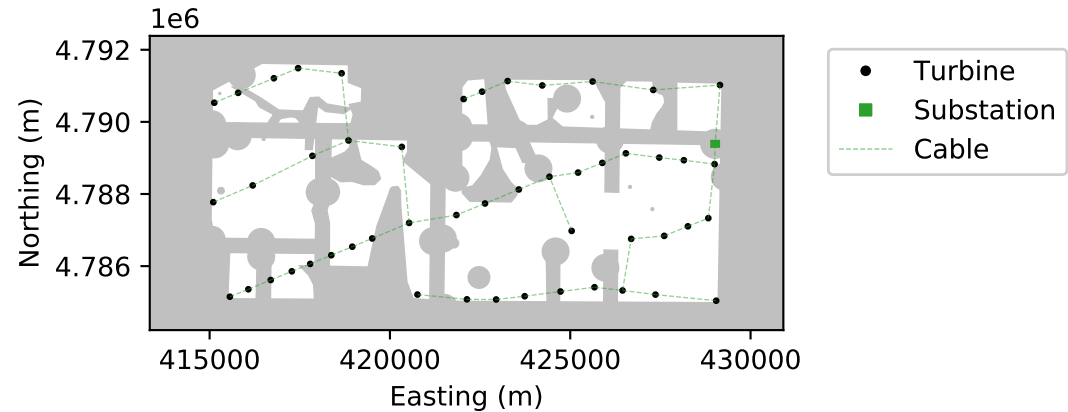 1e6
4.792
4.790
4.788
4.786
Northing (m)
415000 420000 425000 430000
Easting (m)
Turbine
Substation
Cable